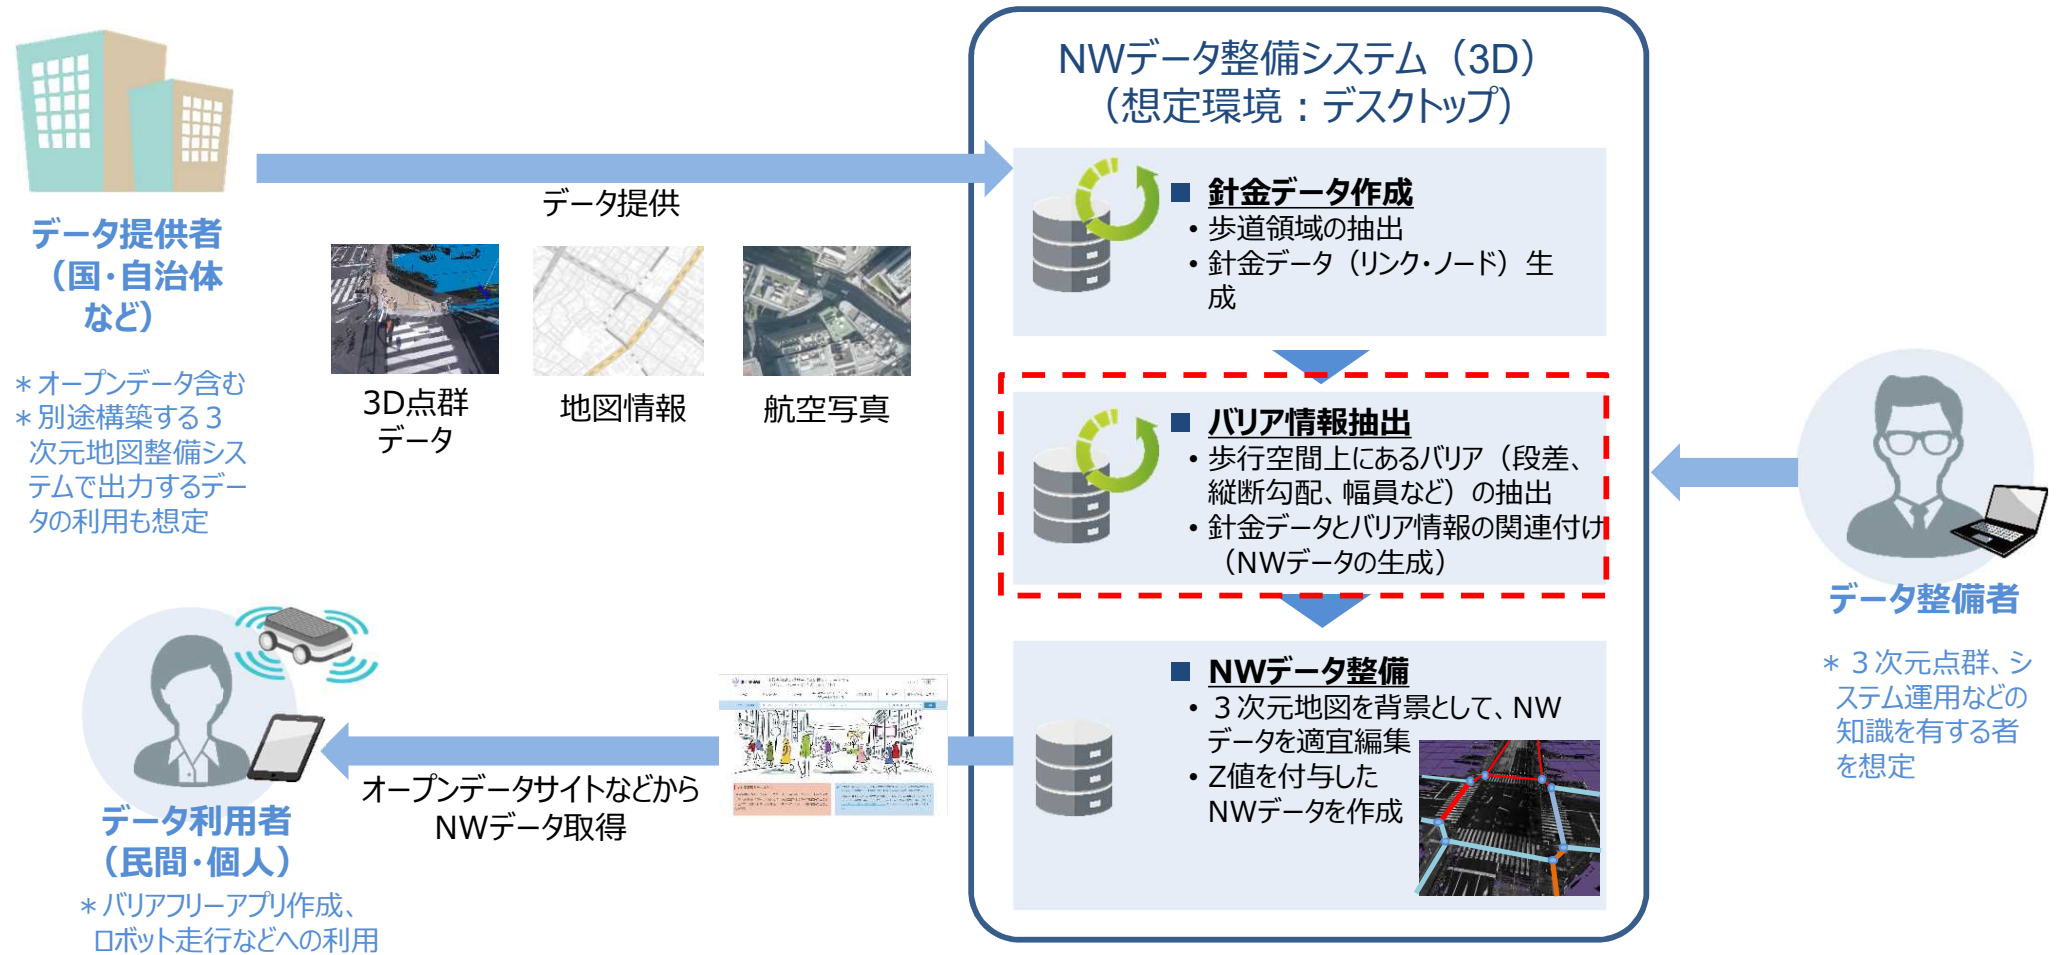 NWデータ整備システム（3D）
（想定環境：デスクトップ）
データ提供者
（国・自治体
など）
＊オープンデータ含む
＊別途構築する３
次元地図整備シス
テムで出力するデー
タの利用も想定
データ提供
3D点群
データ
地図情報
航空写真
■ 針金データ作成
• 歩道領域の抽出
• 針金データ（リンク・ノード）生
成
■ バリア情報抽出
• 歩行空間上にあるバリア（段差、
縦断勾配、幅員など）の抽出
• 針金データとバリア情報の関連付け
（NWデータの生成）
■ NWデータ整備
• ３次元地図を背景として、NW
データを適宜編集
• Z値を付与した
NWデータを作成
データ整備者
＊３次元点群、シ
ステム運用などの
知識を有する者
を想定
オープンデータサイトなどから
NWデータ取得
データ利用者
（民間・個人）
＊バリアフリーアプリ作成、
ロボット走行などへの利用